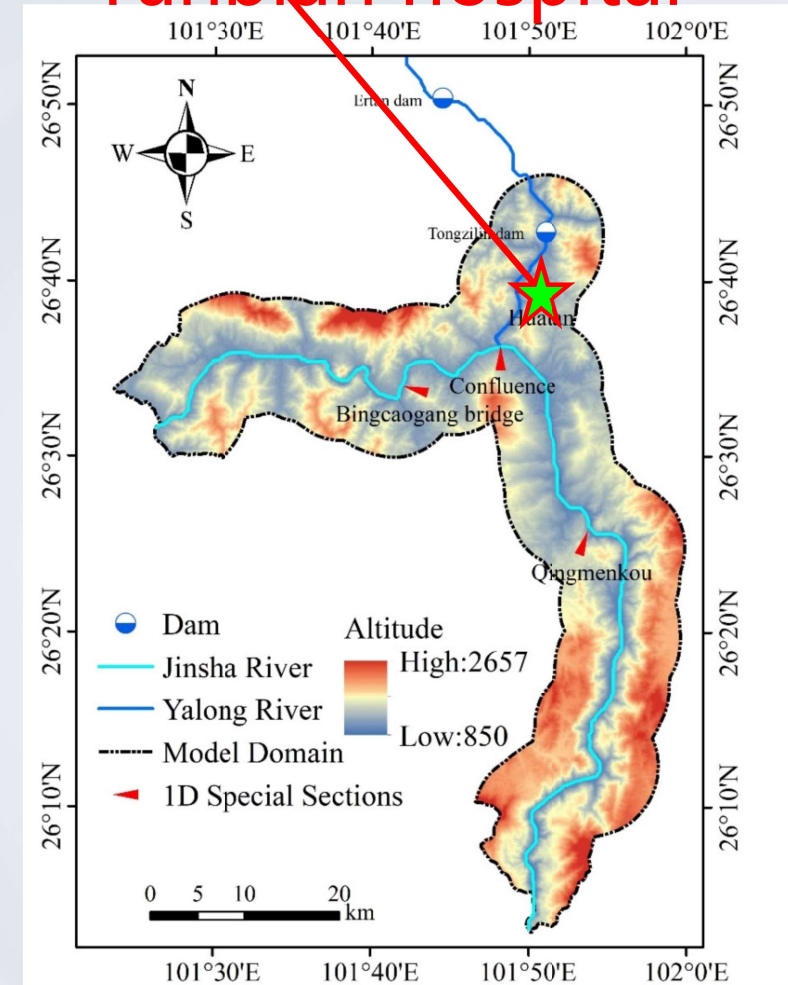 Yanbian hospital
101°30'E 101°40'E 101°50'E 102°0'E
26°50'N 26°50'N
N
Ertan dam
W E
S
Tongzilin dam
26°40'N 26°40'N
Huatan
Confluence
Bingcaogang bridge
26°30'N 26°30'N
Qingmenkou
Dam
Altitude
Jinsha River
High:2657
26°20'N 26°20'N
Yalong River
Low:850
Model Domain
1D Special Sections
26°10'N 26°10'N
0 5 10 20
km
101°30'E 101°40'E 101°50'E 102°0'E